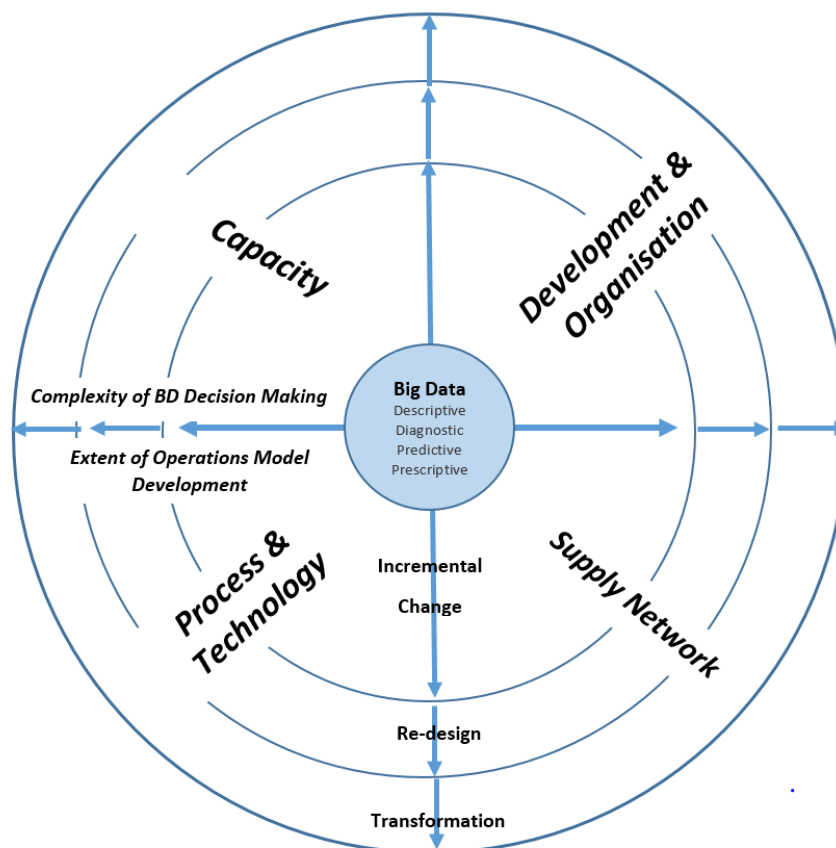 Capacity
Development &
Organisation
Complexity of BD Decision Making
Extent of Operations Model
Development
Big Data
Descriptive
Diagnostic
Predictive
Prescriptive
Process &
Technology
Incremental
Change
Supply Network
Re-design
Transformation